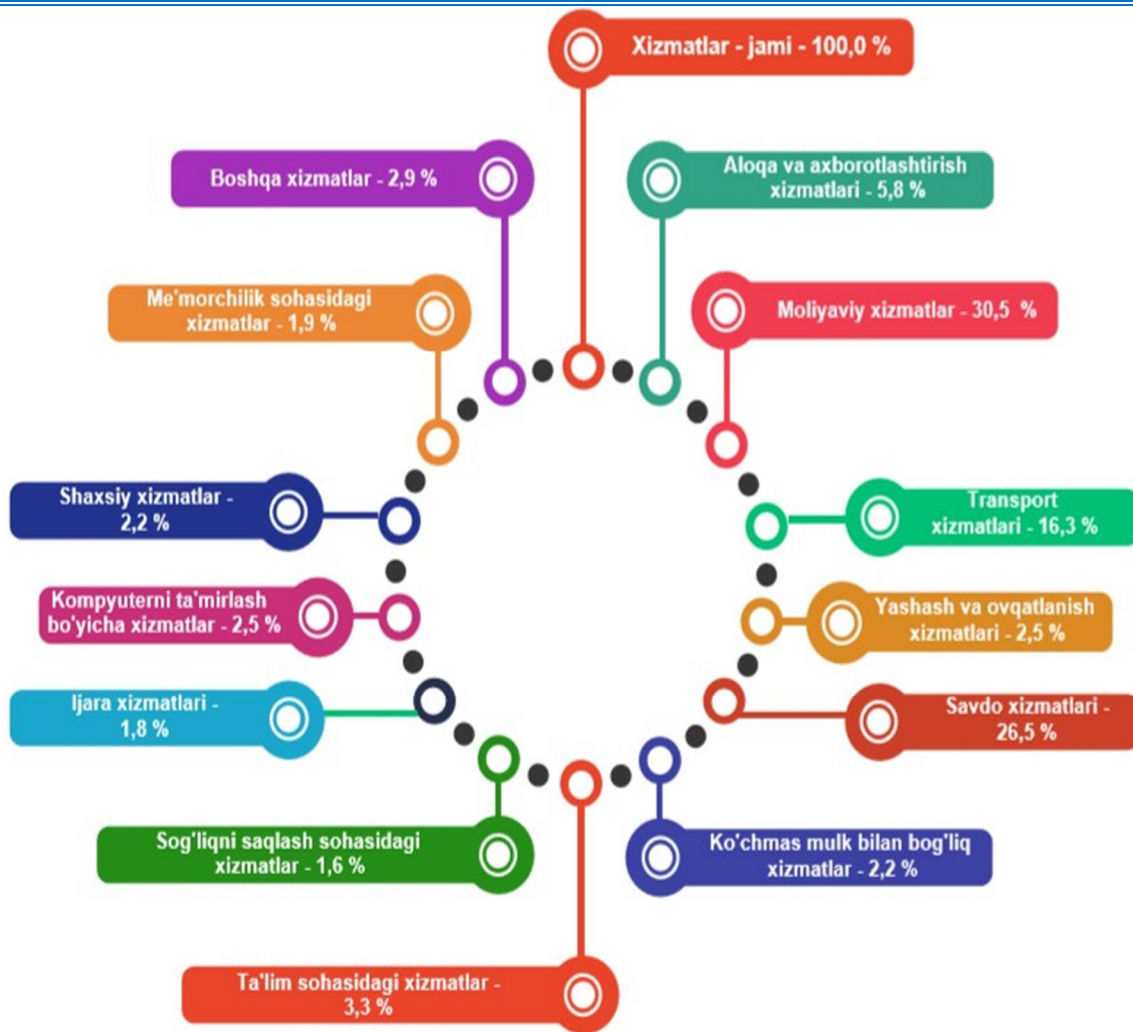 Xizmatlar - jami - 100,0 %
Boshqa xizmatlar - 2,9 %
Aloqa va axborotlashtirish
xizmatlari - 5,8 %
Me'morchilik sohasidagi
xizmatlar - 1,9 %
Moliyaviy xizmatlar - 30,5 %
Shaxsiy xizmatlar -
2,2 %
Transport
xizmatlari - 16,3 %
Kompyuterni ta'mirlash
bo'yicha xizmatlar - 2,5 %
Yashash va ovqatlanish
xizmatlari - 2,5 %
Ijara xizmatlari -
1,8 %
Savdo xizmatlari -
26,5 %
Sog'liqni saqlash sohasidagi
xizmatlar - 1,6 %
Ko'chmas mulk bilan bog'liq
xizmatlar - 2,2 %
Ta'lim sohasidagi xizmatlar -
3,3 %